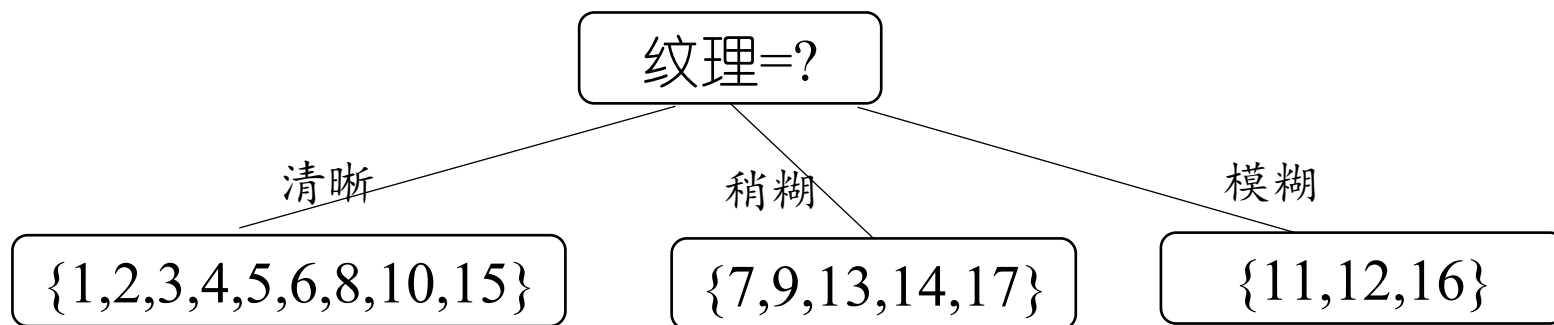 纹理=?
清晰
稍糊
模糊
{1,2,3,4,5,6,8,10,15}
{7,9,13,14,17}
{11,12,16}